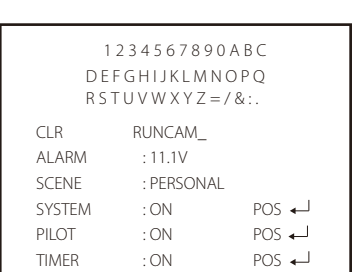 1234567890ABC
DEFGHIJKLMNOPQ
RSTUVWXYZ=/&:.
CLR RUNCAM_
ALARM : 11.1V
SCENE : PERSONAL
SYSTEM : ON POS ↵
PILOT : ON POS ↵
TIMER : ON POS ↵